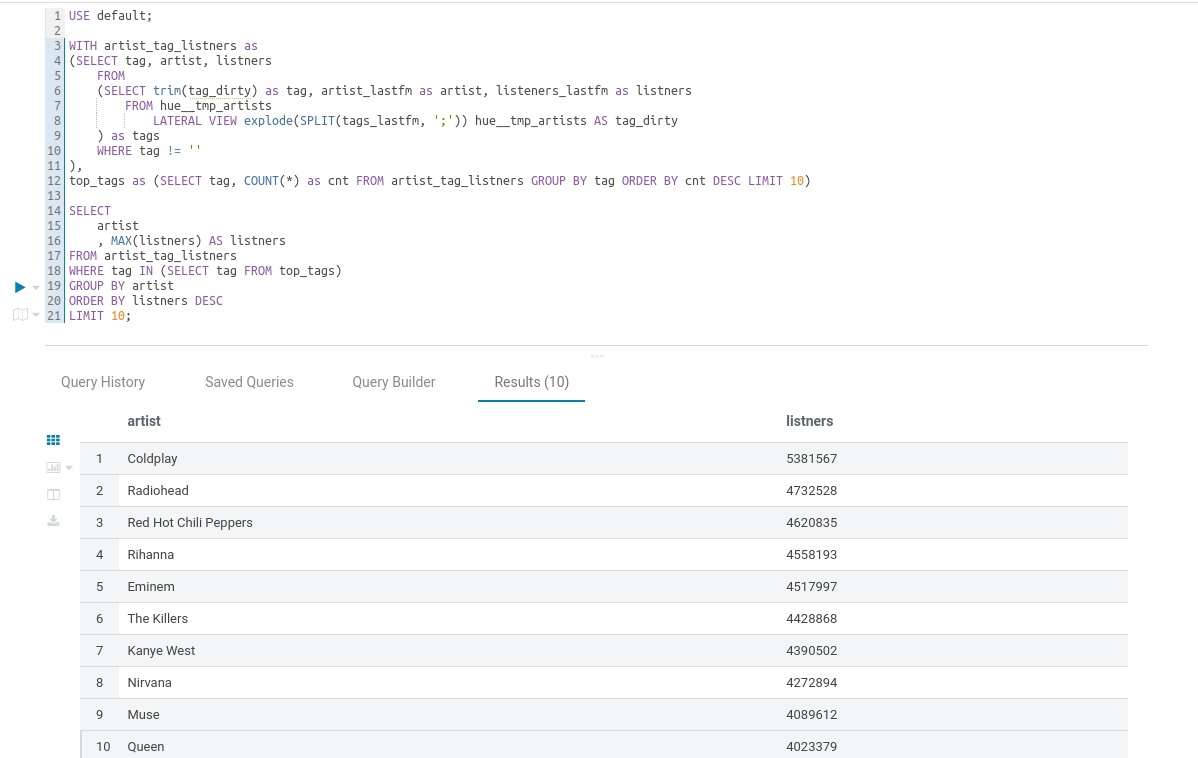 1 USE default;
2
3 WITH artist_tag_listners as
4 (SELECT tag, artist, listners
5     FROM
6     (SELECT trim(tag_dirty) as tag, artist_lastfm as artist, listeners_lastfm as listners
7         FROM hue__tmp_artists
8             LATERAL VIEW explode(SPLIT(tags_lastfm, ';')) hue__tmp_artists AS tag_dirty
9     ) as tags
10     WHERE tag != ''
11 ),
12 top_tags as (SELECT tag, COUNT(*) as cnt FROM artist_tag_listners GROUP BY tag ORDER BY cnt DESC LIMIT 10)
13
14 SELECT
15     artist
16     , MAX(listners) AS listners
17 FROM artist_tag_listners
18 WHERE tag IN (SELECT tag FROM top_tags)
19 GROUP BY artist
20 ORDER BY listners DESC
21 LIMIT 10;
Query History Saved Queries Query Builder Results (10)
artist listners
1 Coldplay 5381567
2 Radiohead 4732528
3 Red Hot Chili Peppers 4620835
4 Rihanna 4558193
5 Eminem 4517997
6 The Killers 4428868
7 Kanye West 4390502
8 Nirvana 4272894
9 Muse 4089612
10 Queen 4023379